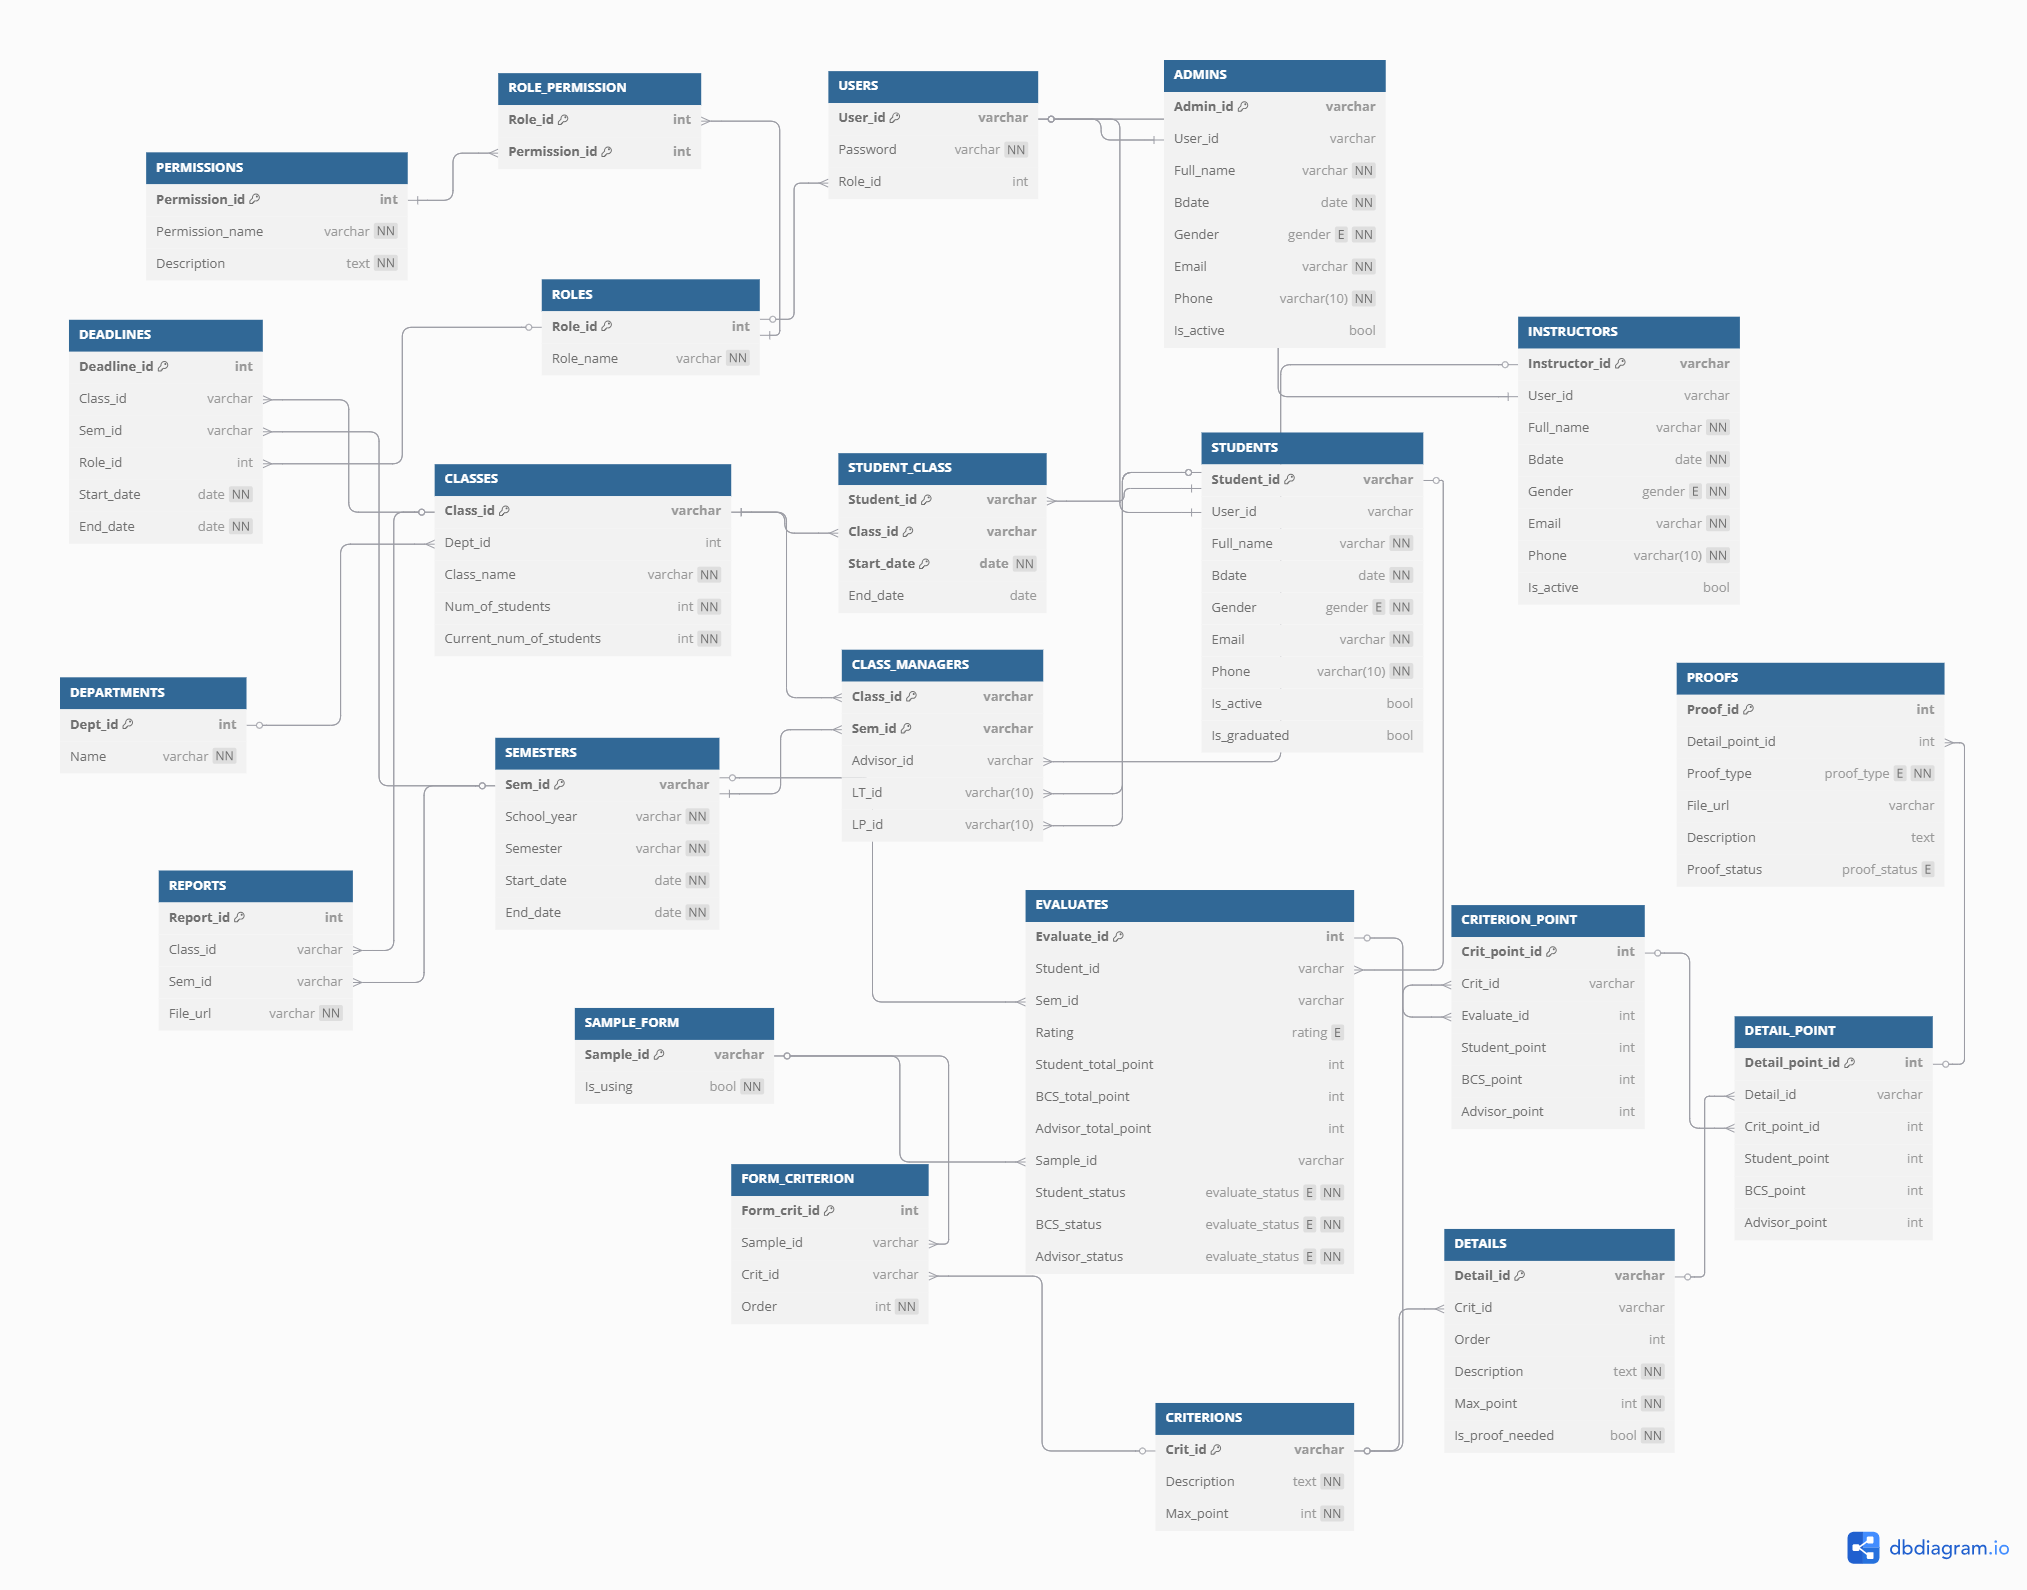 ROLE_PERMISSION
Role_id int
Permission_id int
USERS
User_id varchar
Password varchar NN
Role_id int
ADMINS
Admin_id varchar
User_id varchar
Full_name varchar NN
Bdate date NN
Gender gender E NN
Email varchar NN
Phone varchar(10) NN
Is_active bool
PERMISSIONS
Permission_id int
Permission_name varchar NN
Description text NN
ROLES
Role_id int
Role_name varchar NN
DEADLINES
Deadline_id int
Class_id varchar
Sem_id varchar
Role_id int
Start_date date NN
End_date date NN
INSTRUCTORS
Instructor_id varchar
User_id varchar
Full_name varchar NN
Bdate date NN
Gender gender E NN
Email varchar NN
Phone varchar(10) NN
Is_active bool
CLASSES
Class_id varchar
Dept_id int
Class_name varchar NN
Num_of_students int NN
Current_num_of_students int NN
STUDENT_CLASS
Student_id varchar
Class_id varchar
Start_date date NN
End_date date
STUDENTS
Student_id varchar
User_id varchar
Full_name varchar NN
Bdate date NN
Gender gender E NN
Email varchar NN
Phone varchar(10) NN
Is_active bool
Is_graduated bool
DEPARTMENTS
Dept_id int
Name varchar NN
CLASS_MANAGERS
Class_id varchar
Sem_id varchar
Advisor_id varchar
LT_id varchar(10)
LP_id varchar(10)
PROOFS
Proof_id int
Detail_point_id int
Proof_type proof_type E NN
File_url varchar
Description text
Proof_status proof_status E
SEMESTERS
Sem_id varchar
School_year varchar NN
Semester varchar NN
Start_date date NN
End_date date NN
REPORTS
Report_id int
Class_id varchar
Sem_id varchar
File_url varchar NN
EVALUATES
Evaluate_id int
Student_id varchar
Sem_id varchar
Rating rating E
Student_total_point int
BCS_total_point int
Advisor_total_point int
Sample_id varchar
Student_status evaluate_status E NN
BCS_status evaluate_status E NN
Advisor_status evaluate_status E NN
CRITERION_POINT
Crit_point_id int
Crit_id varchar
Evaluate_id int
Student_point int
BCS_point int
Advisor_point int
SAMPLE_FORM
Sample_id varchar
Is_using bool NN
DETAIL_POINT
Detail_point_id int
Detail_id varchar
Crit_point_id int
Student_point int
BCS_point int
Advisor_point int
FORM_CRITERION
Form_crit_id int
Sample_id varchar
Crit_id varchar
Order int NN
DETAILS
Detail_id varchar
Crit_id varchar
Order int
Description text NN
Max_point int NN
Is_proof_needed bool NN
CRITERIONS
Crit_id varchar
Description text NN
Max_point int NN
dbdiagram.io